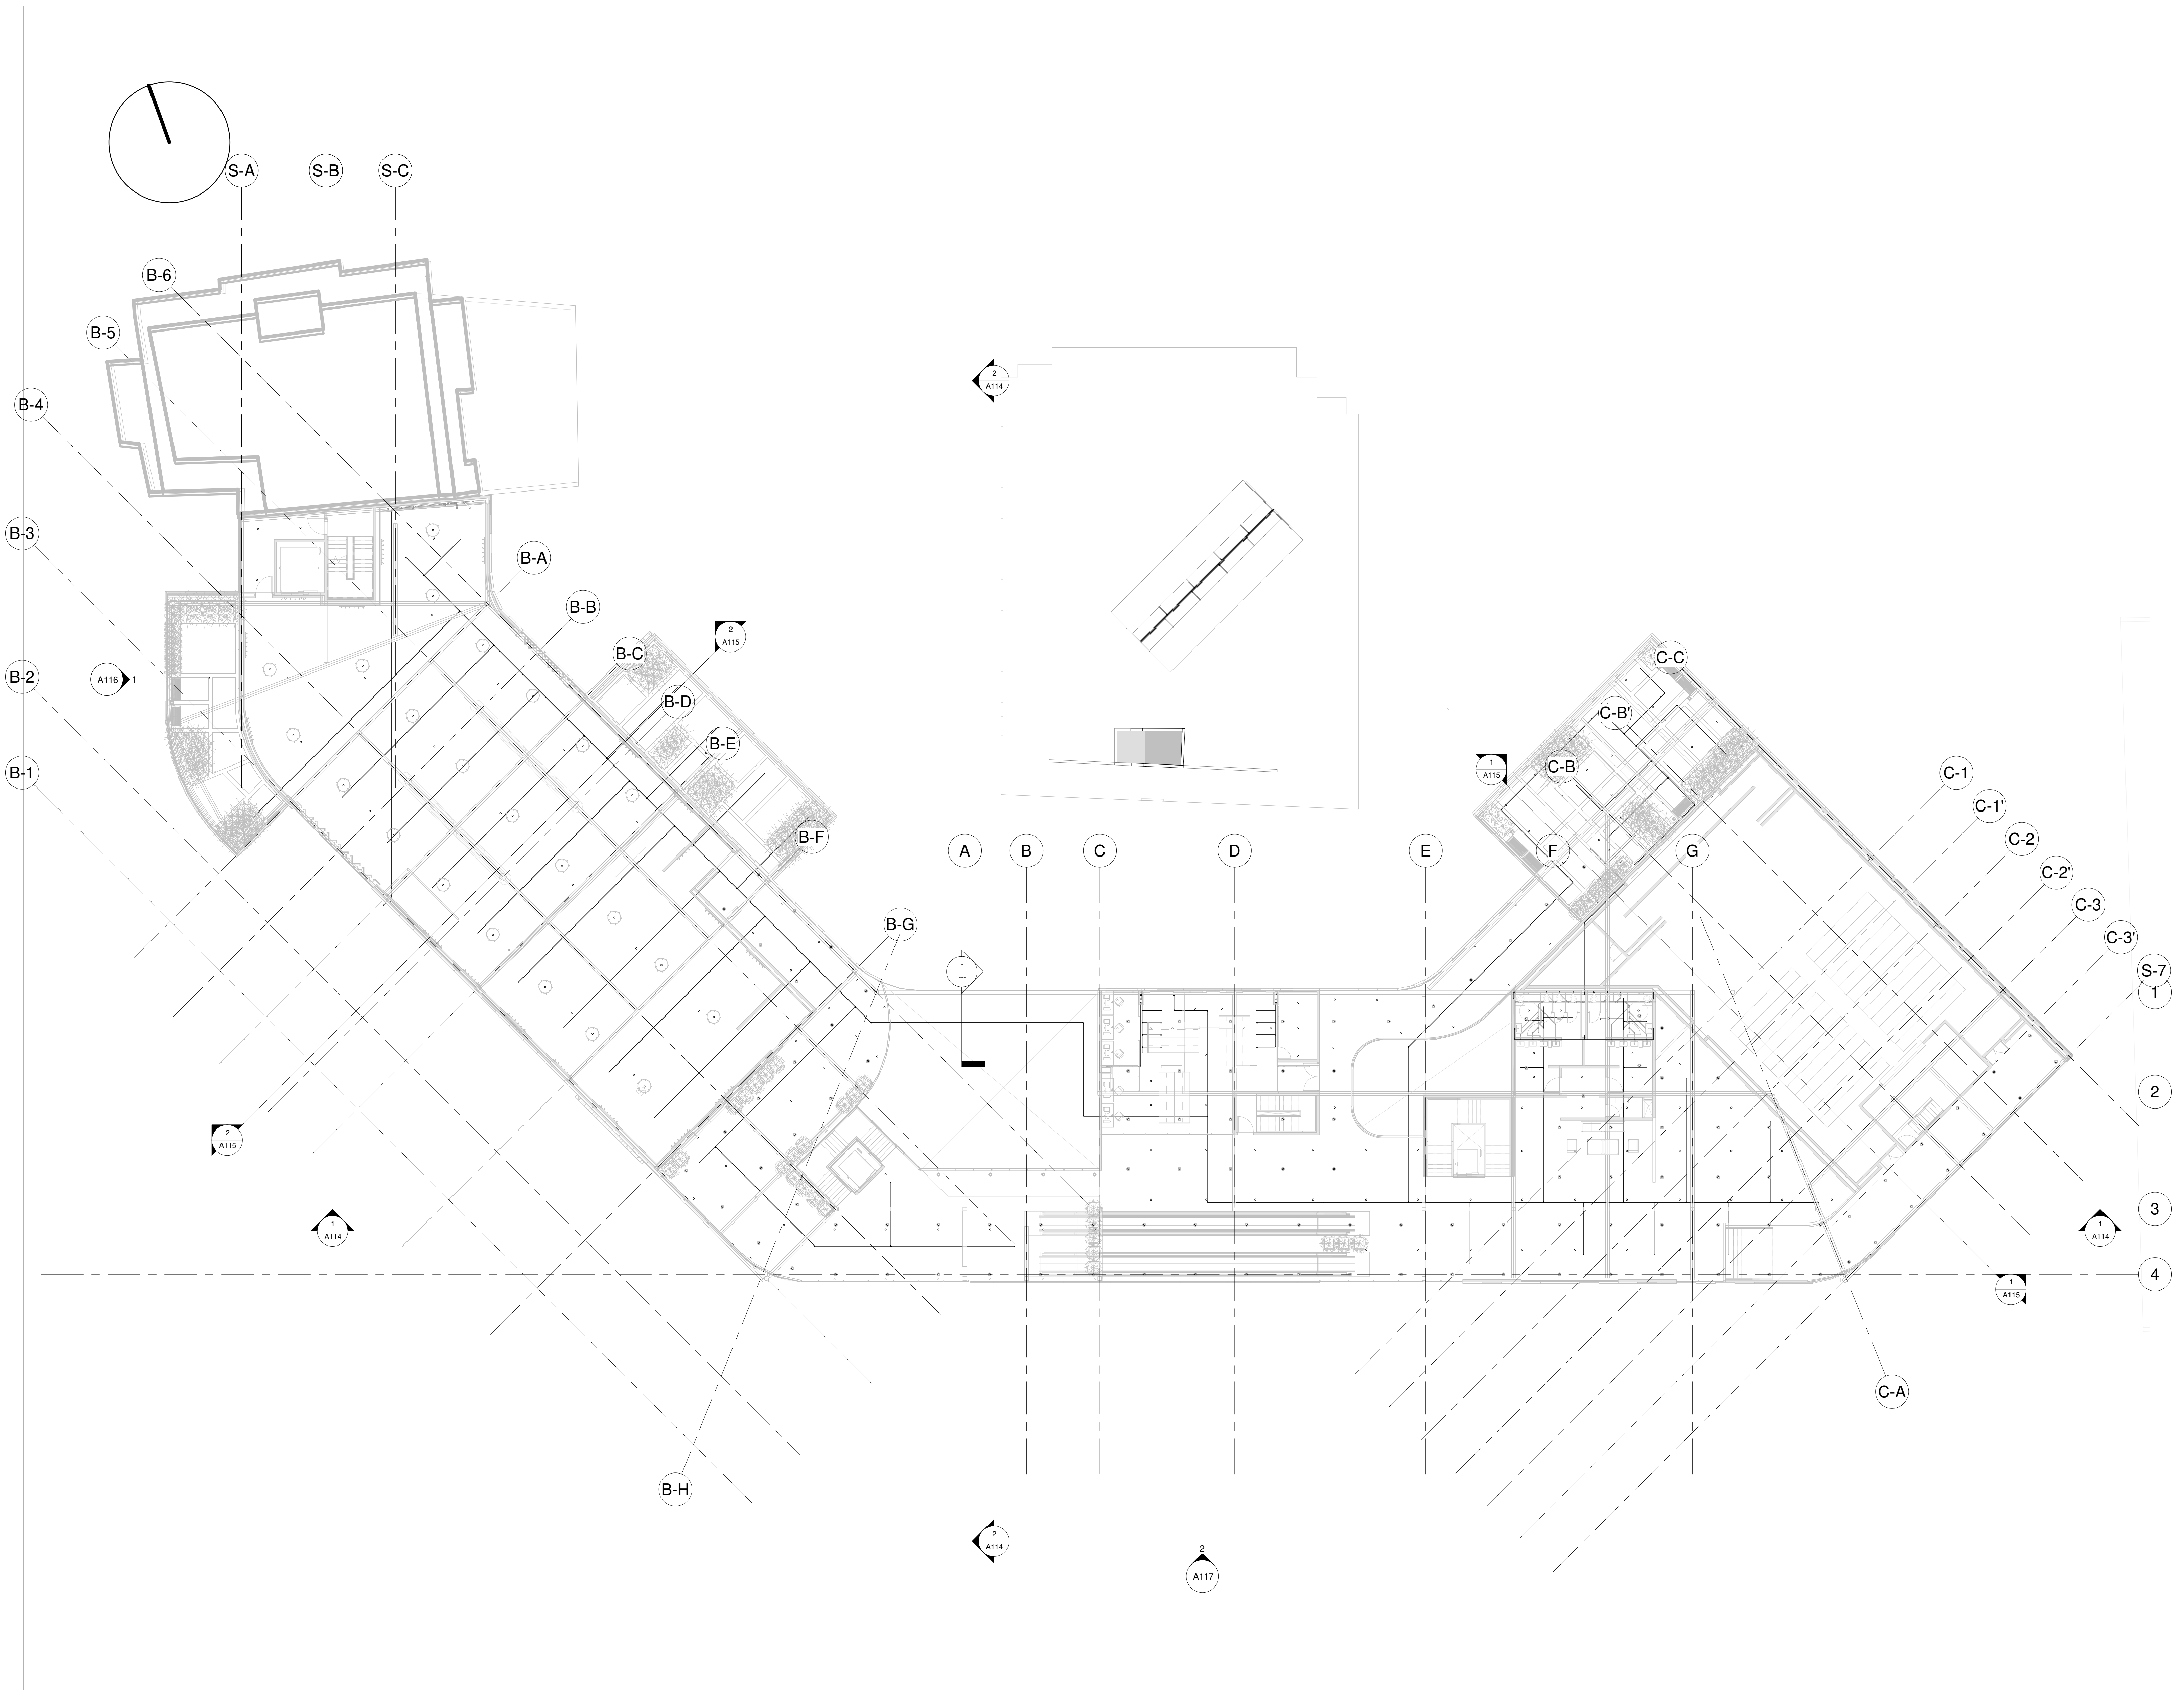 S-A
S-B
S-C
B-6
B-5
B-4
2
A114
B-3
B-A
B-B
2
A115
B-C
C-C
B-2
A116
1
B-D
C-B'
B-E
B-1
C-B
1
A115
C-1
C-1'
B-F
A
B
C
D
E
F
G
C-2
C-2'
C-3
B-G
C-3'
S-7
1
2
2
A115
3
1
A114
1
A114
4
1
A115
C-A
B-H
2
A114
2
A117